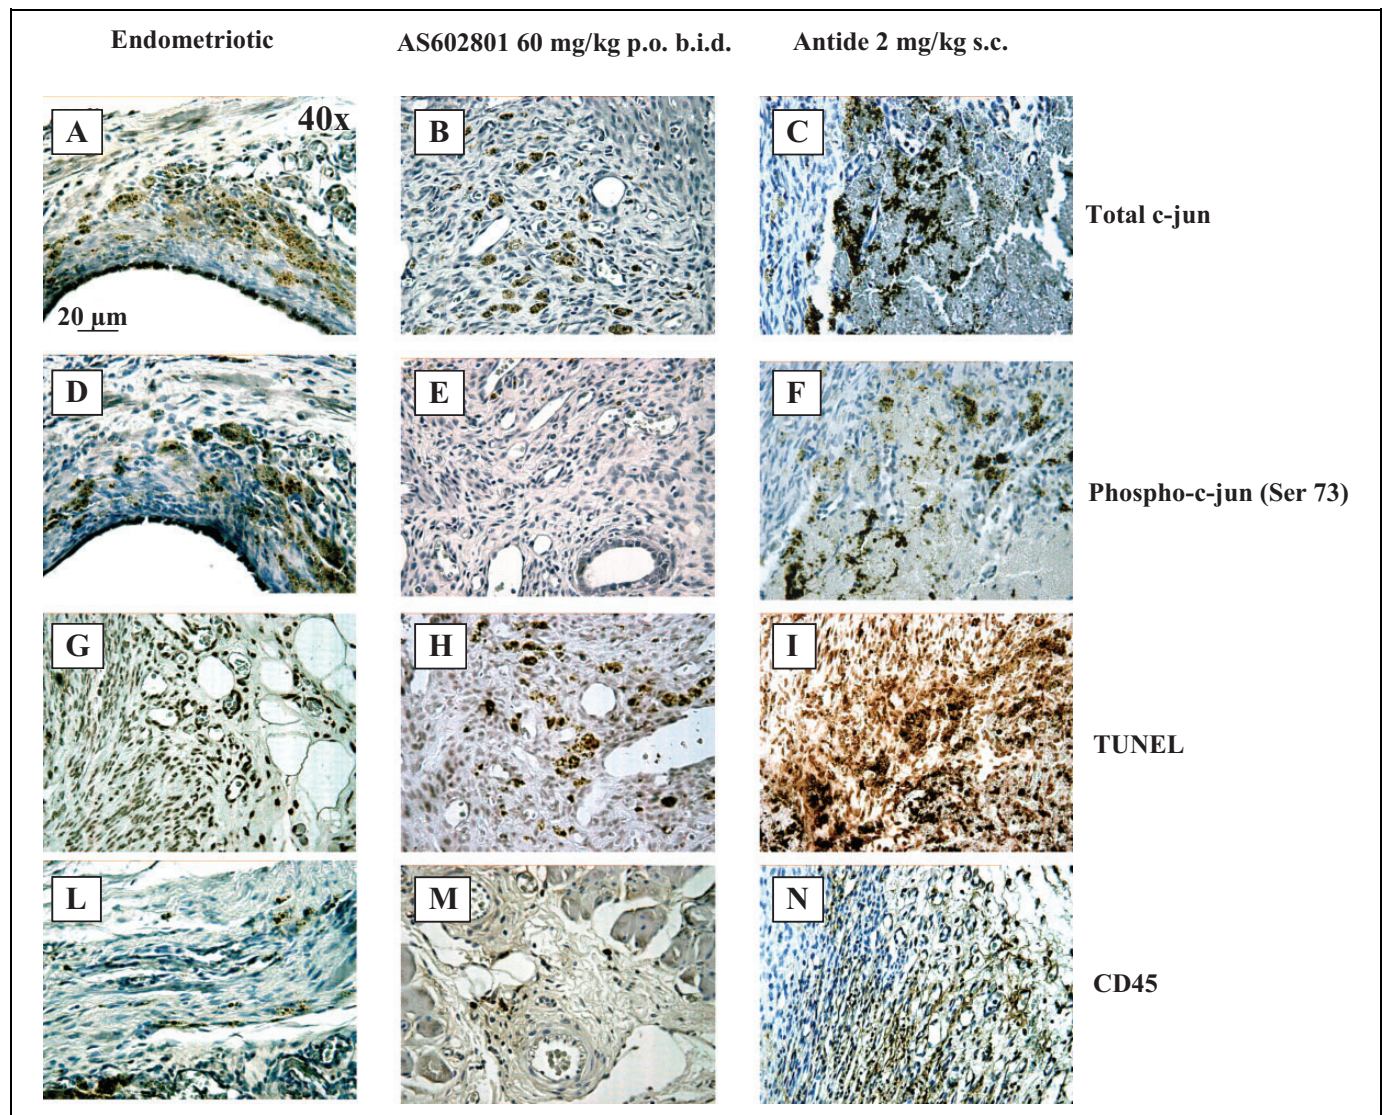 Endometriotic
AS602801 60 mg/kg p.o. b.i.d.
Antide 2 mg/kg s.c.
A
40x
B
C
Total c-jun
20 µm
D
E
F
Phospho-c-jun (Ser 73)
G
H
I
TUNEL
L
M
N
CD45